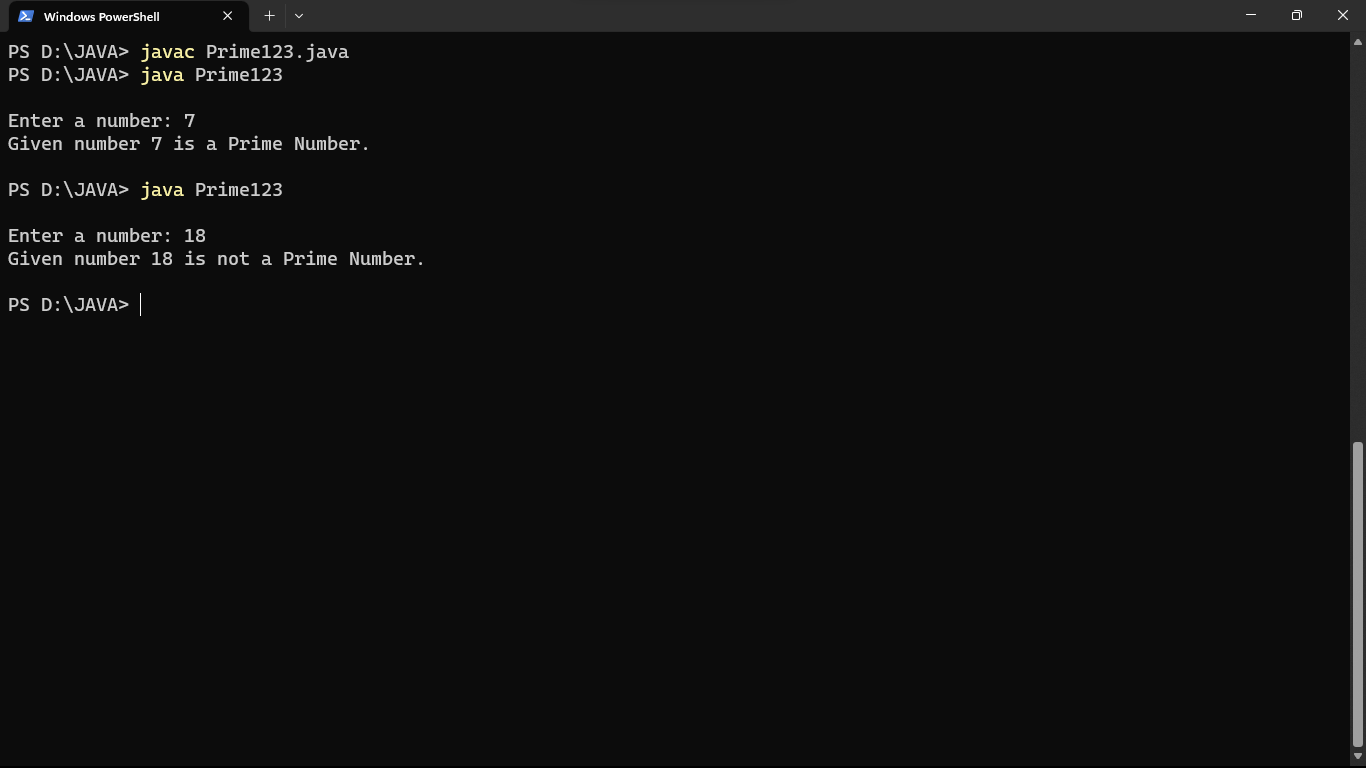 Windows PowerShell
PS D:\JAVA> javac Prime123.java
PS D:\JAVA> java Prime123
Enter a number: 7
Given number 7 is a Prime Number.
PS D:\JAVA> java Prime123
Enter a number: 18
Given number 18 is not a Prime Number.
PS D:\JAVA>